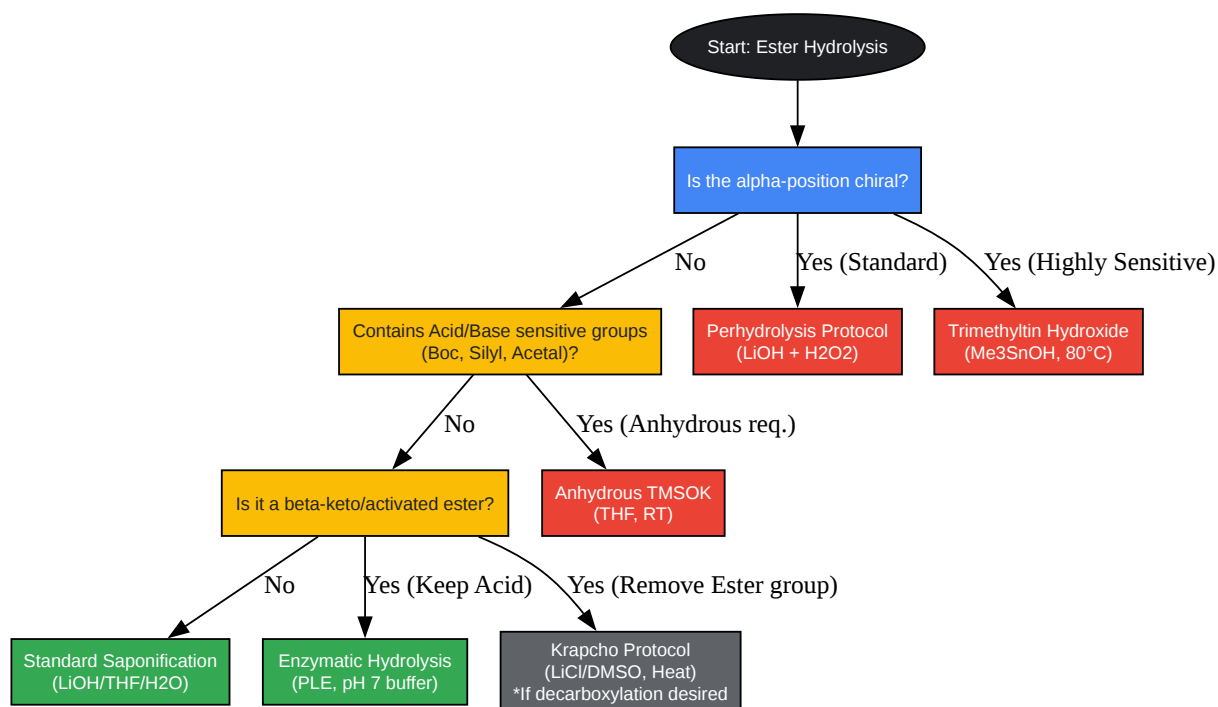 Start: Ester Hydrolysis
Is the alpha-position chiral?
No
Yes (Standard)
Yes (Highly Sensitive)
Contains Acid/Base sensitive groups
(Boc, Silyl, Acetal)?
Perhydrolysis Protocol
(LiOH + H2O2)
Trimethyltin Hydroxide
(Me3SnOH, 80°C)
No
Yes (Anhydrous req.)
Is it a beta-keto/activated ester?
Anhydrous TMSOK
(THF, RT)
No
Yes (Keep Acid)
Yes (Remove Ester group)
Standard Saponification
(LiOH/THF/H2O)
Enzymatic Hydrolysis
(PLE, pH 7 buffer)
Krapcho Protocol
(LiCl/DMSO, Heat)
*If decarboxylation desired